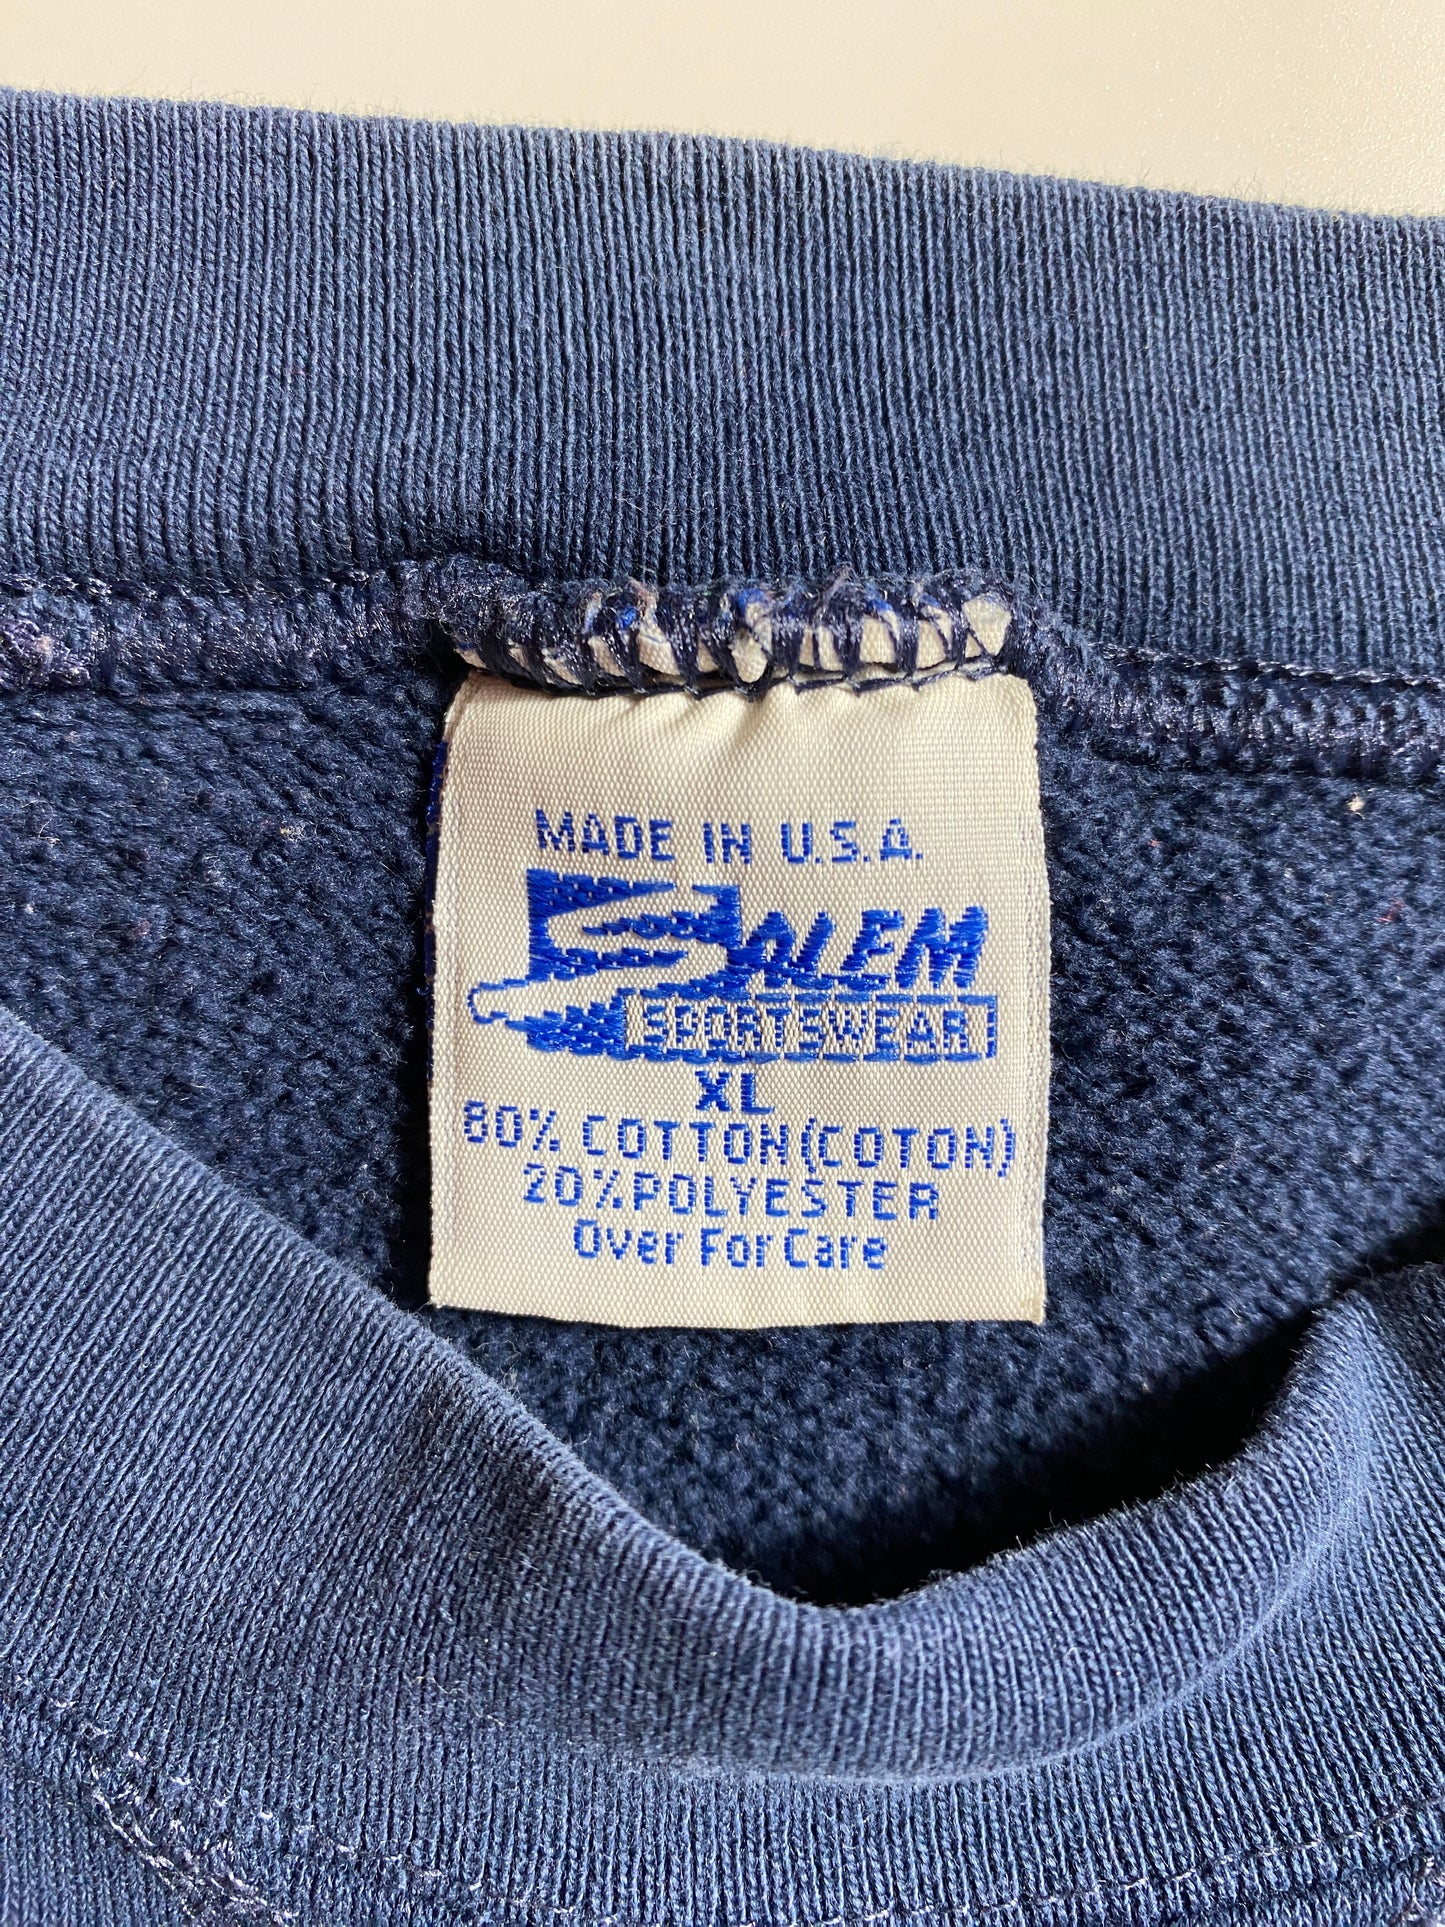 MADE IN U.S.A.
SALEM
SPORTSWEAR
XL
80% COTTON (COTON)
20% POLYESTER
Over For Care